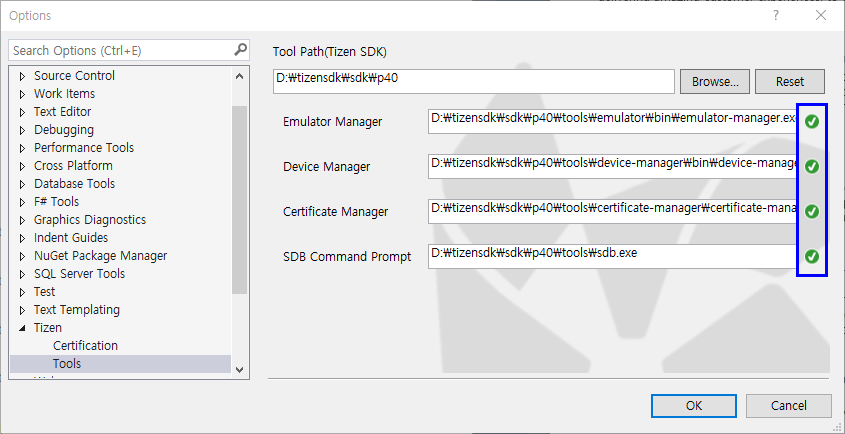 Options
?
Search Options (Ctrl+E)
Source Control
Work Items
Text Editor
Debugging
Performance Tools
Cross Platform
Database Tools
F# Tools
Graphics Diagnostics
Indent Guides
NuGet Package Manager
SQL Server Tools
Test
Text Templating
Tizen
Certification
Tools
Tool Path(Tizen SDK)
D:₩tizensdk₩sdk₩p40
Browse...
Reset
Emulator Manager
D:₩tizensdk₩sdk₩p40₩tools₩emulator₩bin₩emulator-manager.exe
Device Manager
D:₩tizensdk₩sdk₩p40₩tools₩device-manager₩bin₩device-manage
Certificate Manager
D:₩tizensdk₩sdk₩p40₩tools₩certificate-manager₩certificate-mana
SDB Command Prompt
D:₩tizensdk₩sdk₩p40₩tools₩sdb.exe
OK
Cancel